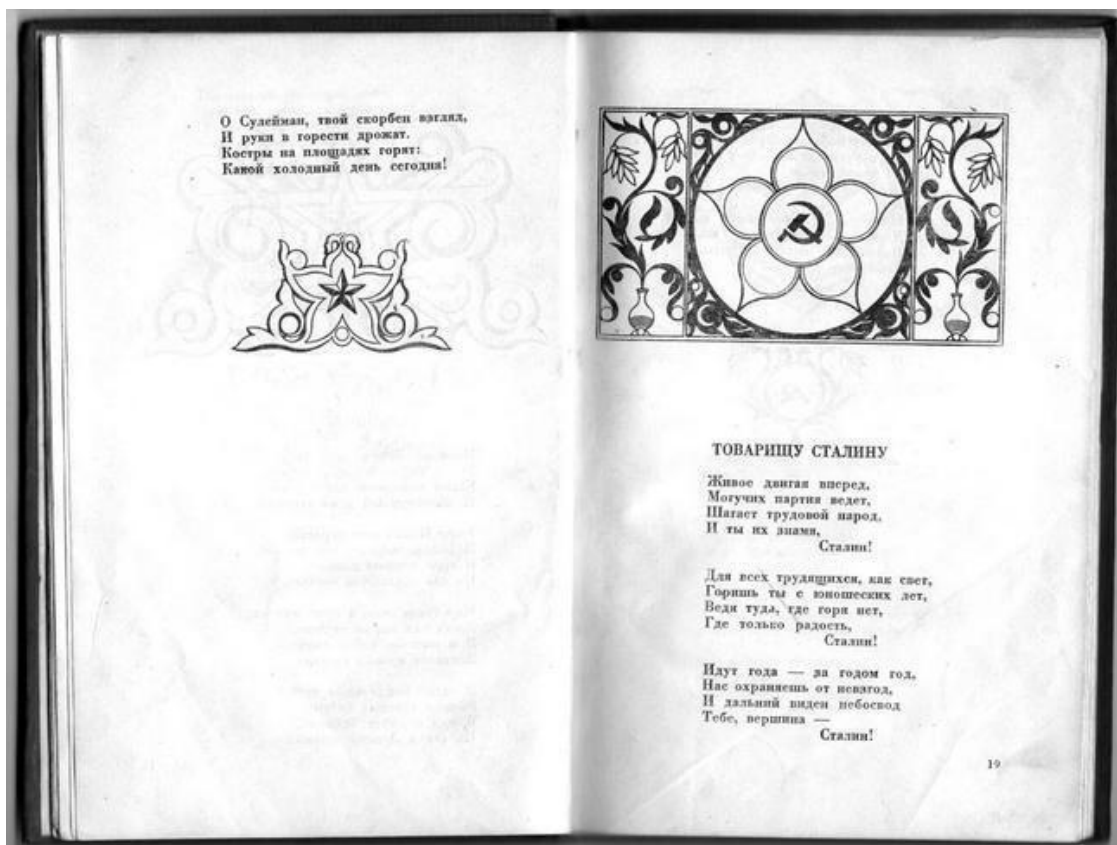 О Сулейман, твой скорбен взгляд,
И руки в горести дрожат.
Костры на площадях горят:
Какой холодный день сегодня!
ТОВАРИЩУ СТАЛИНУ
Живое двигая вперед,
Могучих партия ведет,
Шагает трудовой народ,
И ты их знамя,
Сталин!
Для всех трудящихся, как свет,
Горишь ты с юношеских лет,
Ведя туда, где горя нет,
Где только радость,
Сталин!
Идут года — за годом год,
Нас охраняешь от невзгод,
И дальний виден небосвод
Тебе, вершина —
Сталин!
19